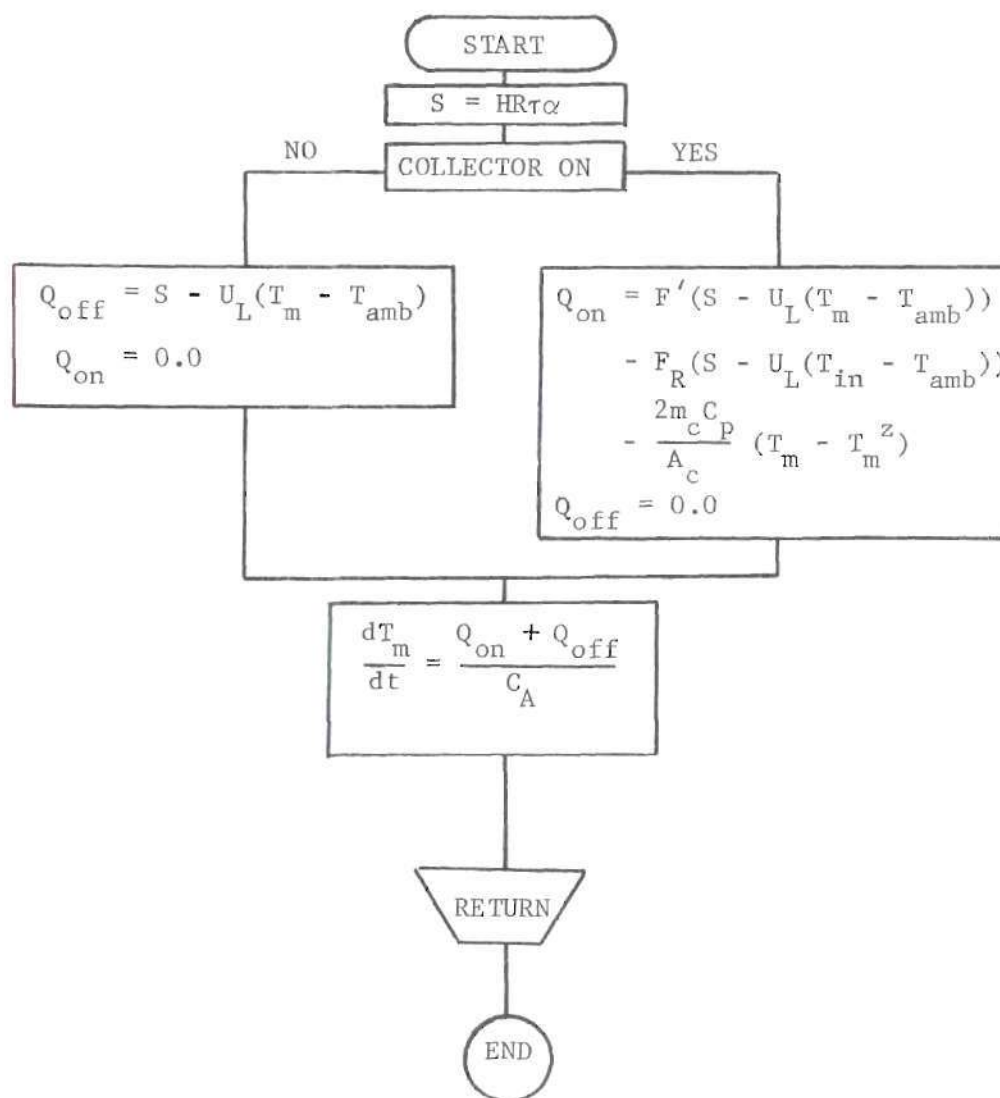 START
S = HRτα
COLLECTOR ON
NO
YES
Q_off = S - U_L(T_m - T_amb)
Q_on = 0.0
Q_on = F′(S - U_L(T_m - T_amb))
- F_R(S - U_L(T_in - T_amb))
- 2m_c C_p / A_c (T_m - T_m^z)
Q_off = 0.0
dT_m / dt = Q_on + Q_off / C_A
RETURN
END